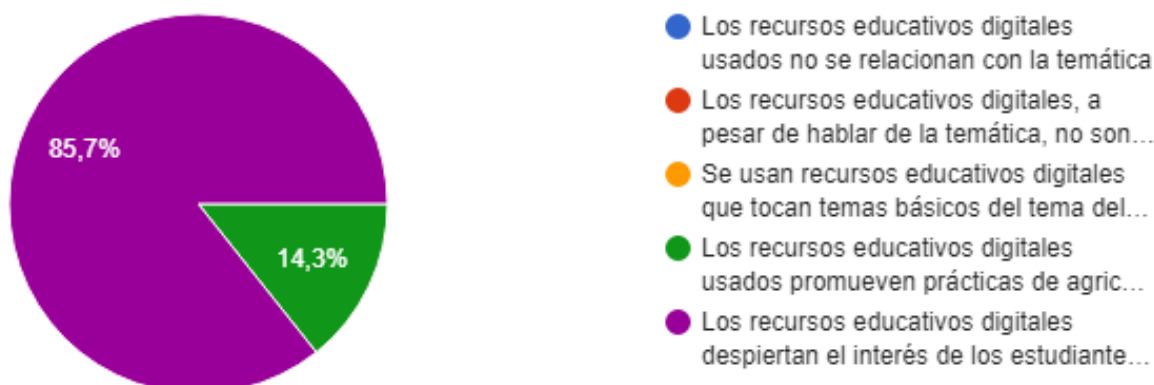 85,7%
14,3%
Los recursos educativos digitales
usados no se relacionan con la temática
Los recursos educativos digitales, a
pesar de hablar de la temática, no son…
Se usan recursos educativos digitales
que tocan temas básicos del tema del…
Los recursos educativos digitales
usados promueven prácticas de agric…
Los recursos educativos digitales
despiertan el interés de los estudiante…